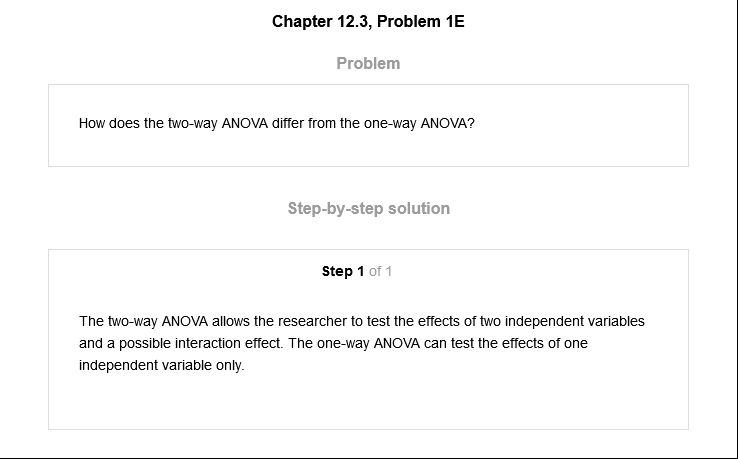 Chapter 12.3, Problem 1E
Problem
How does the two-way ANOVA differ from the one-way ANOVA?
Step-by-step solution
Step 1 of 1
The two-way ANOVA allows the researcher to test the effects of two independent variables
and a possible interaction effect. The one-way ANOVA can test the effects of one
independent variable only.